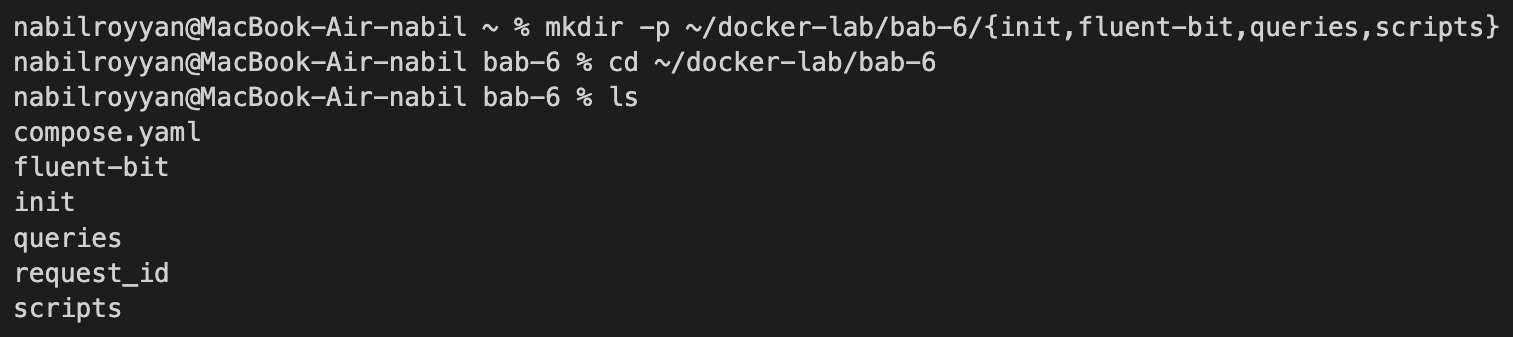 nabilroyyan@MacBook-Air-nabil ~ % mkdir -p ~/docker-lab/bab-6/{init,fluent-bit,queries,scripts}
nabilroyyan@MacBook-Air-nabil bab-6 % cd ~/docker-lab/bab-6
nabilroyyan@MacBook-Air-nabil bab-6 % ls
compose.yaml
fluent-bit
init
queries
request_id
scripts